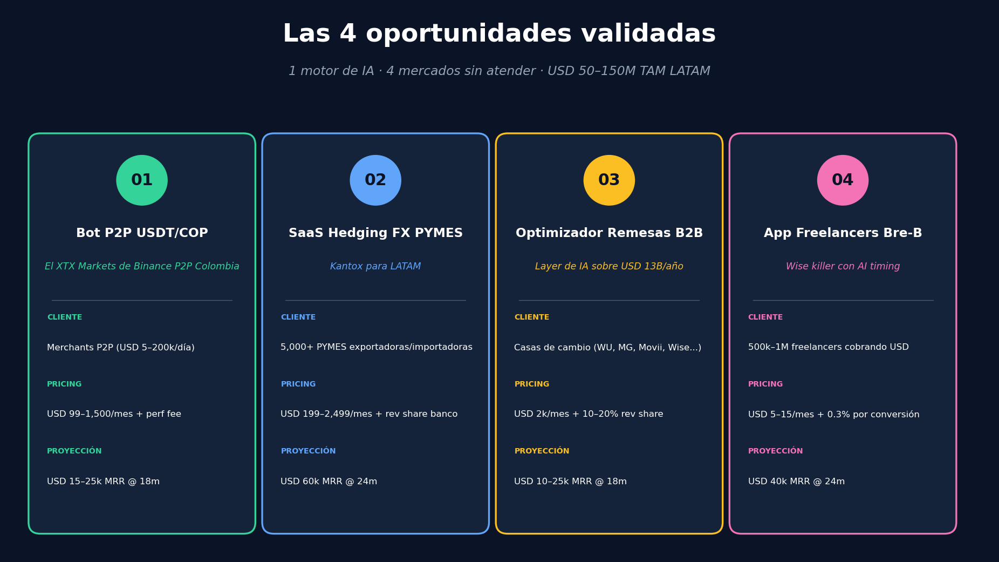 Las 4 oportunidades validadas
1 motor de IA · 4 mercados sin atender · USD 50–150M TAM LATAM
01
Bot P2P USDT/COP
El XTX Markets de Binance P2P Colombia
CLIENTE
Merchants P2P (USD 5–200k/día)
PRICING
USD 99–1,500/mes + perf fee
PROYECCIÓN
USD 15–25k MRR @ 18m
02
SaaS Hedging FX PYMES
Kantox para LATAM
CLIENTE
5,000+ PYMES exportadoras/importadoras
PRICING
USD 199–2,499/mes + rev share banco
PROYECCIÓN
USD 60k MRR @ 24m
03
Optimizador Remesas B2B
Layer de IA sobre USD 13B/año
CLIENTE
Casas de cambio (WU, MG, Movii, Wise...)
PRICING
USD 2k/mes + 10–20% rev share
PROYECCIÓN
USD 10–25k MRR @ 18m
04
App Freelancers Bre-B
Wise killer con AI timing
CLIENTE
500k–1M freelancers cobrando USD
PRICING
USD 5–15/mes + 0.3% por conversión
PROYECCIÓN
USD 40k MRR @ 24m